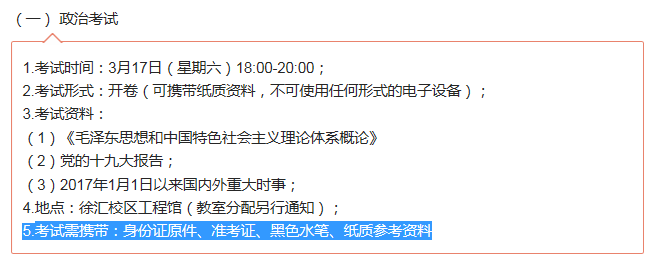 （一） 政治考试
1.考试时间：3月17日（星期六）18:00-20:00；
2.考试形式：开卷（可携带纸质资料，不可使用任何形式的电子设备）；
3.考试资料：
（1）《毛泽东思想和中国特色社会主义理论体系概论》
（2）党的十九大报告；
（3）2017年1月1日以来国内外重大时事；
4.地点：徐汇校区工程馆（教室分配另行通知）；
5.考试需携带：身份证原件、准考证、黑色水笔、纸质参考资料